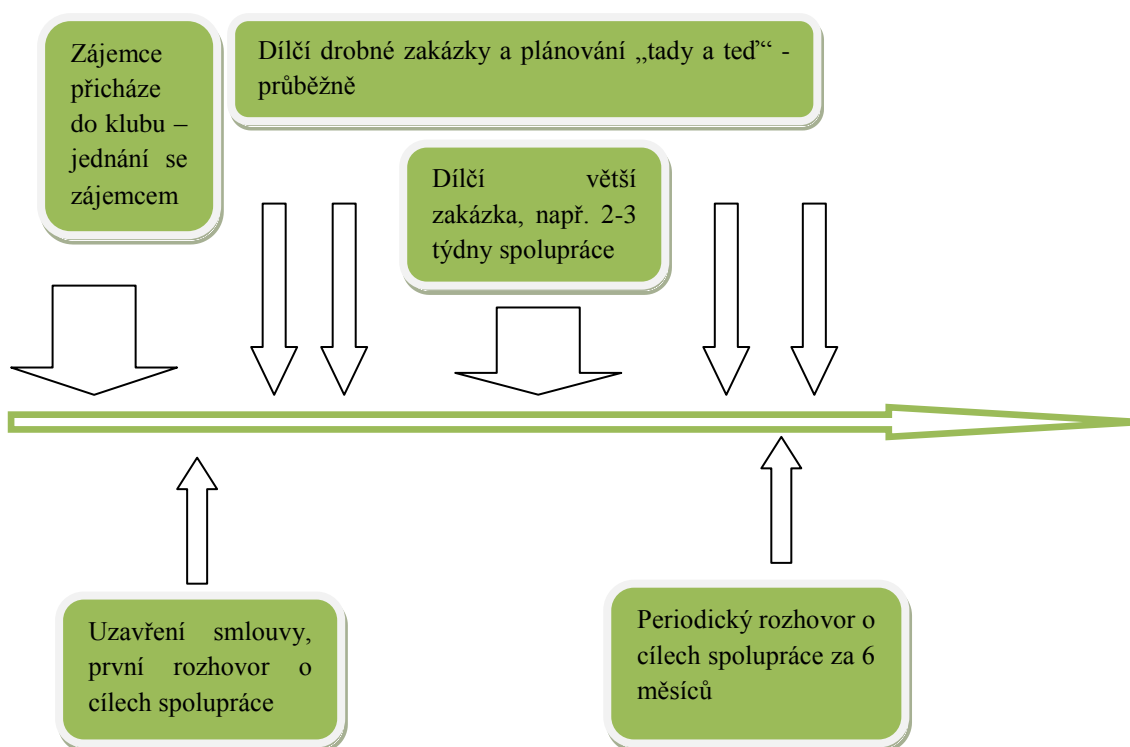 Zájemce
přicháze
do klubu –
jednání se
zájemcem
Dílčí drobné zakázky a plánování „tady a teď“ -
průběžně
Dílčí větší
zakázka, např. 2-3
týdny spolupráce
Uzavření smlouvy,
první rozhovor o
cílech spolupráce
Periodický rozhovor o
cílech spolupráce za 6
měsíců